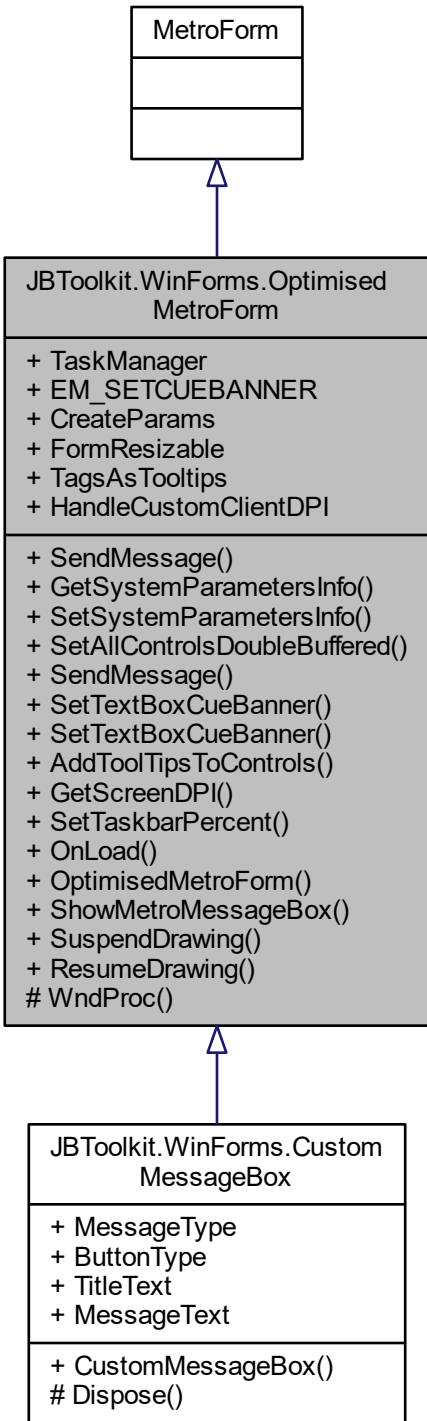 MetroForm
JBToolkit.WinForms.Optimised
MetroForm
+ TaskManager
+ EM_SETCUEBANNER
+ CreateParams
+ FormResizable
+ TagsAsTooltips
+ HandleCustomClientDPI
+ SendMessage()
+ GetSystemParametersInfo()
+ SetSystemParametersInfo()
+ SetAllControlsDoubleBuffered()
+ SendMessage()
+ SetTextBoxCueBanner()
+ SetTextBoxCueBanner()
+ AddToolTipsToControls()
+ GetScreenDPI()
+ SetTaskbarPercent()
+ OnLoad()
+ OptimisedMetroForm()
+ ShowMetroMessageBox()
+ SuspendDrawing()
+ ResumeDrawing()
# WndProc()
JBToolkit.WinForms.Custom
MessageBox
+ MessageType
+ ButtonType
+ TitleText
+ MessageText
+ CustomMessageBox()
# Dispose()